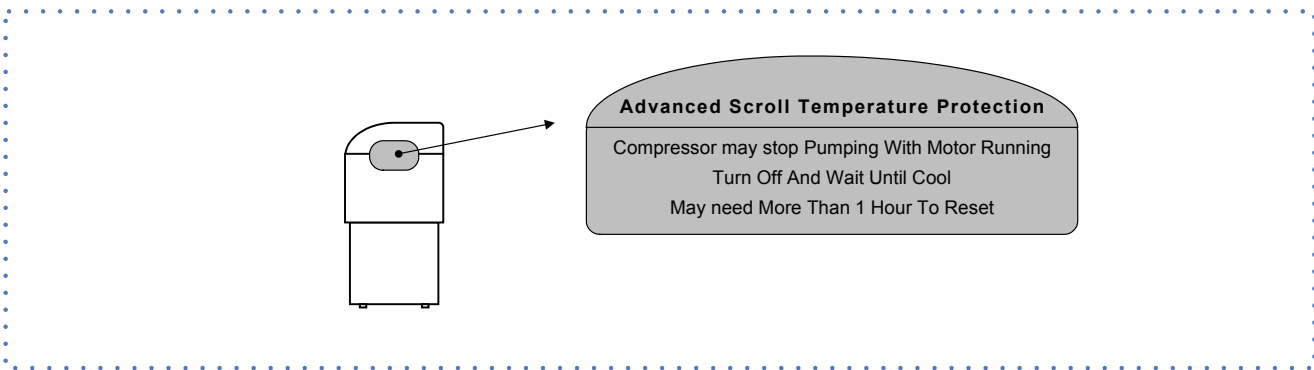 Advanced Scroll Temperature Protection
Compressor may stop Pumping With Motor Running
Turn Off And Wait Until Cool
May need More Than 1 Hour To Reset